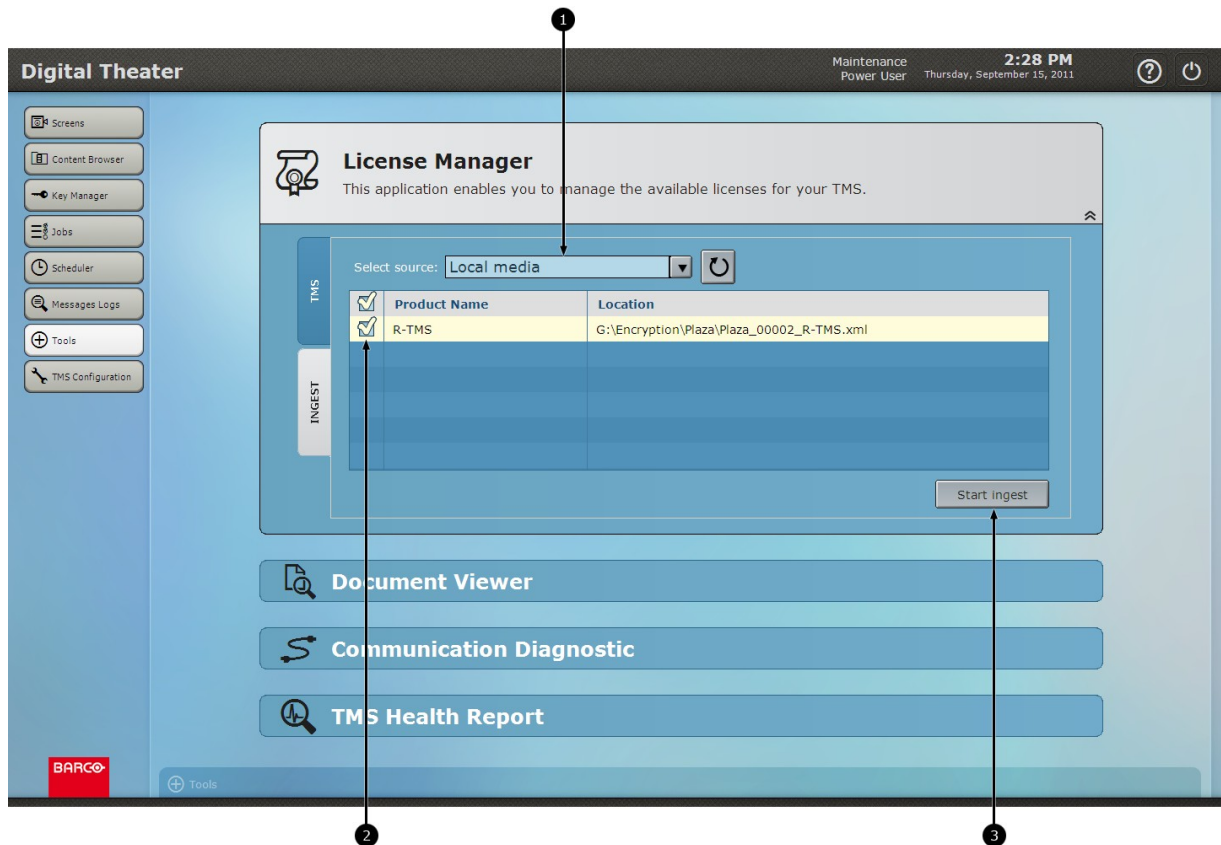 1
Digital Theater
Maintenance
Power User
2:28 PM
Thursday, September 15, 2011
Screens
Content Browser
Key Manager
Jobs
Scheduler
Messages Logs
Tools
TMS Configuration
License Manager
This application enables you to manage the available licenses for your TMS.
TMS
INGEST
Select source: Local media
Product Name Location
R-TMS G:\Encryption\Plaza\Plaza_00002_R-TMS.xml
Start ingest
Document Viewer
Communication Diagnostic
TMS Health Report
BARCO
Tools
2 3